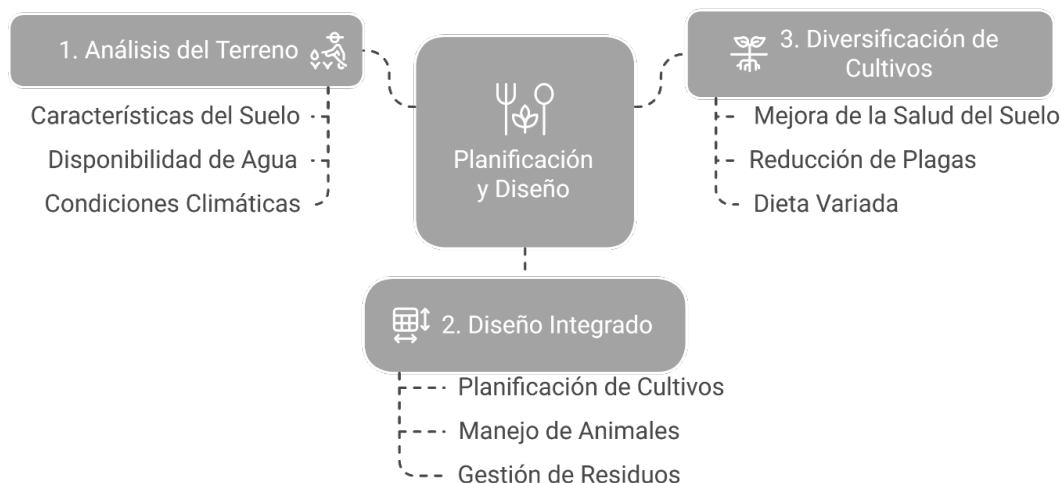 1. Análisis del Terreno
Características del Suelo
Disponibilidad de Agua
Condiciones Climáticas
Planificación
y Diseño
3. Diversificación de
Cultivos
Mejora de la Salud del Suelo
Reducción de Plagas
Dieta Variada
2. Diseño Integrado
Planificación de Cultivos
Manejo de Animales
Gestión de Residuos